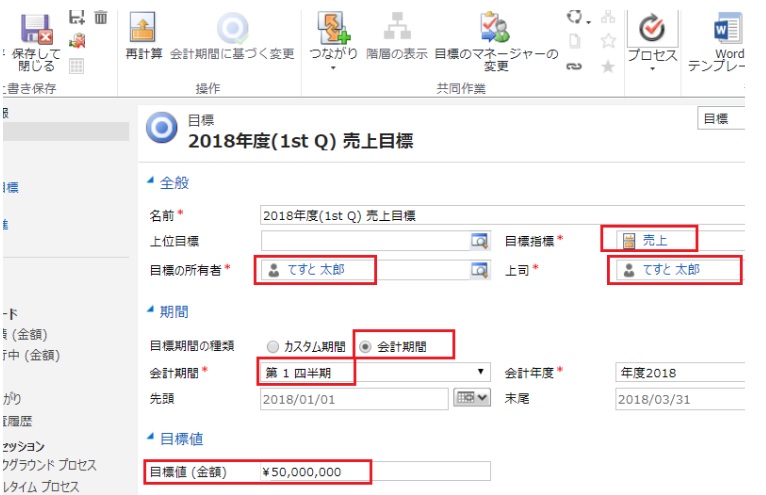 保存して
閉じる
再計算
会計期間に基づく変更
つながり
階層の表示
目標のマネージャーの
変更
プロセス
Word
テンプレー
上書き保存
操作
共同作業
報
目標
2018年度(1st Q) 売上目標
目標
目標
全般
名前*
2018年度(1st Q) 売上目標
上位目標
目標指標*
売上
目標の所有者*
てすと 太郎
上司*
てすと 太郎
期間
ード
(金額)
行中 (金額)
目標期間の種類
カスタム期間
会計期間
会計期間*
第 1 四半期
会計年度*
年度2018
がり
先頭
2018/01/01
末尾
2018/03/31
査履歴
目標値
セッション
目標値 (金額)
¥50,000,000
クグラウンド プロセス
ルタイム プロセス